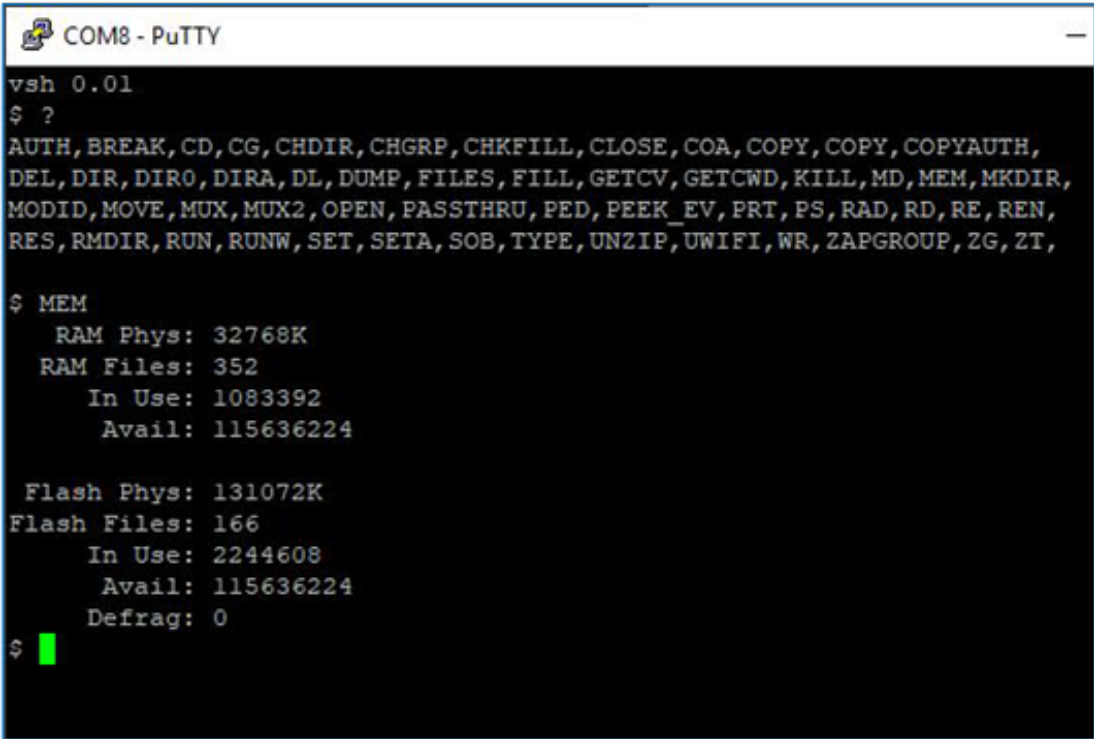 COM8 - PuTTY
vsh 0.01
$ ?
AUTH,BREAK,CD,CG,CHDIR,CHGRP,CHKFILL,CLOSE,COA,COPY,COPY,COPYAUTH,
DEL,DIR,DIR0,DIRA,DL,DUMP,FILES,FILL,GETCV,GETCWD,KILL,MD,MEM,MKDIR,
MODID,MOVE,MUX,MUX2,OPEN,PASSTHRU,PED,PEEK_EV,PRT,PS,RAD,RD,RE,REN,
RES,RMDIR,RUN,RUNW,SET,SETA,SOB,TYPE,UNZIP,UWIFI,WR,ZAPGROUP,ZG,ZT,
$ MEM
RAM Phys: 32768K
RAM Files: 352
In Use: 1083392
Avail: 115636224
Flash Phys: 131072K
Flash Files: 166
In Use: 2244608
Avail: 115636224
Defrag: 0
$